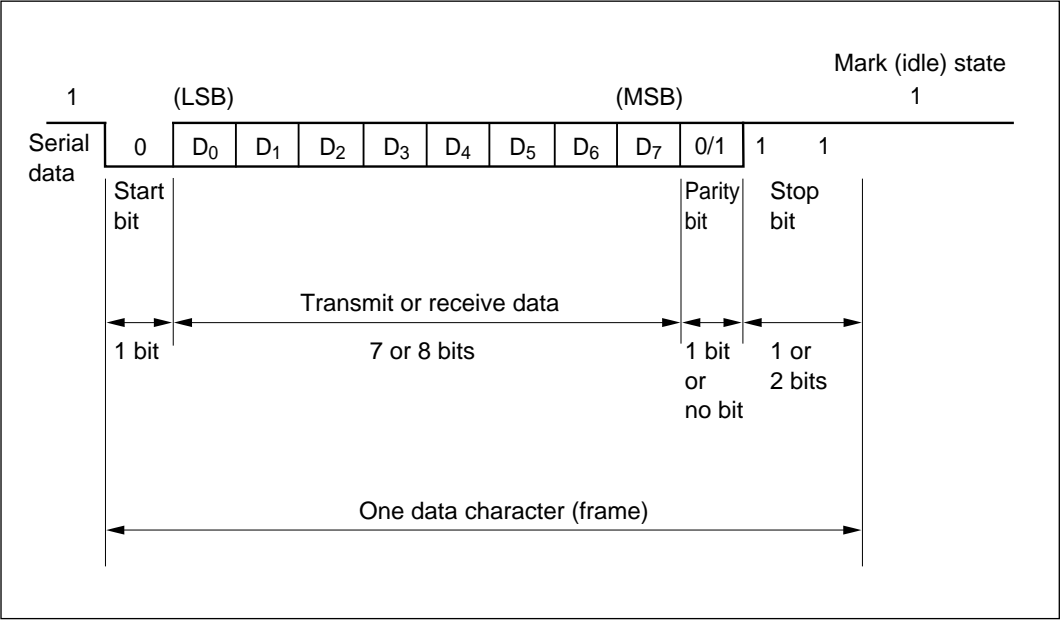 Mark (idle) state
1 (LSB) (MSB) 1
Serial data
0 D₀ D₁ D₂ D₃ D₄ D₅ D₆ D₇ 0/1 1 1
Start
bit
Parity
bit
Stop
bit
Transmit or receive data
1 bit
7 or 8 bits
1 bit
or
no bit
1 or
2 bits
One data character (frame)